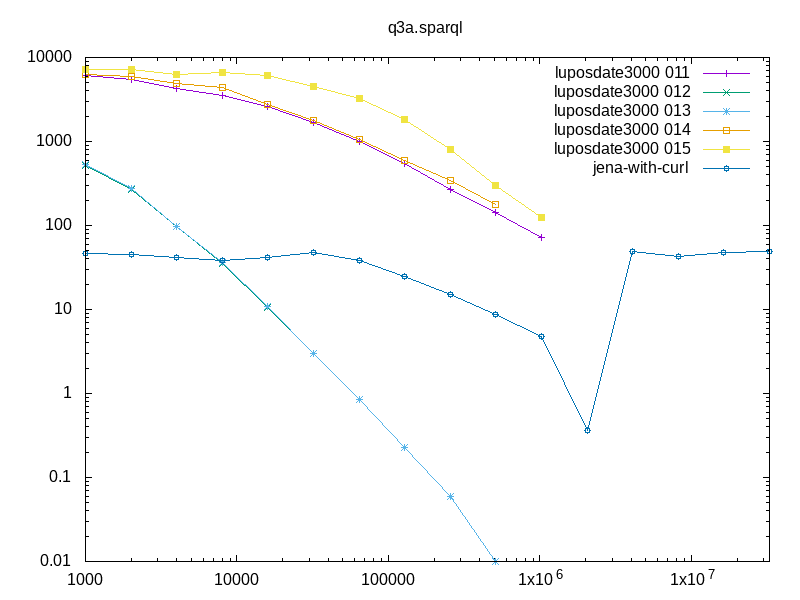 q3a.sparql
10000
1000
100
10
1
0.1
0.01
luposdate3000 011
luposdate3000 012
luposdate3000 013
luposdate3000 014
luposdate3000 015
jena-with-curl
1000 10000 100000 1x10^6 1x10^7